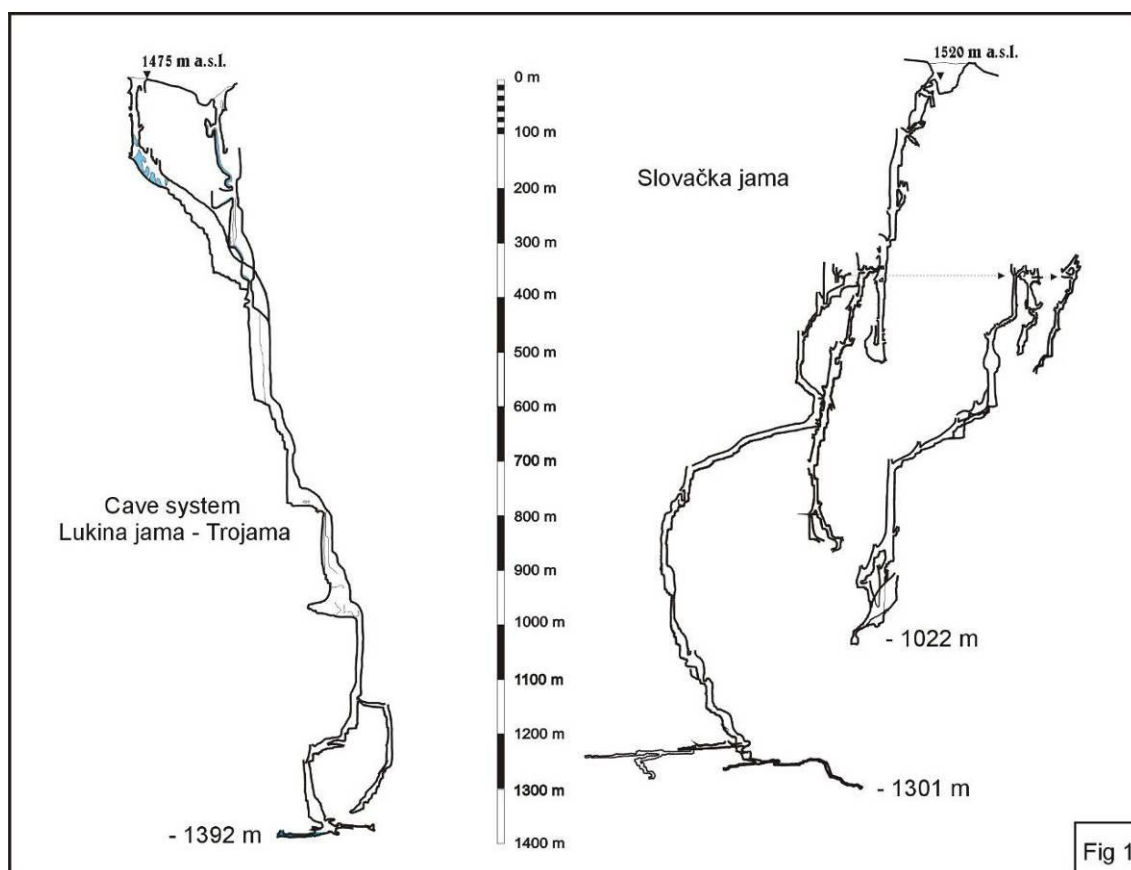 1475 m a.s.l.
1520 m a.s.l.
0 m
100 m
200 m
300 m
400 m
500 m
600 m
700 m
800 m
900 m
1000 m
1100 m
1200 m
1300 m
1400 m
Cave system
Lukina jama - Trojama
- 1392 m
Slovačka jama
- 1022 m
- 1301 m
Fig 1